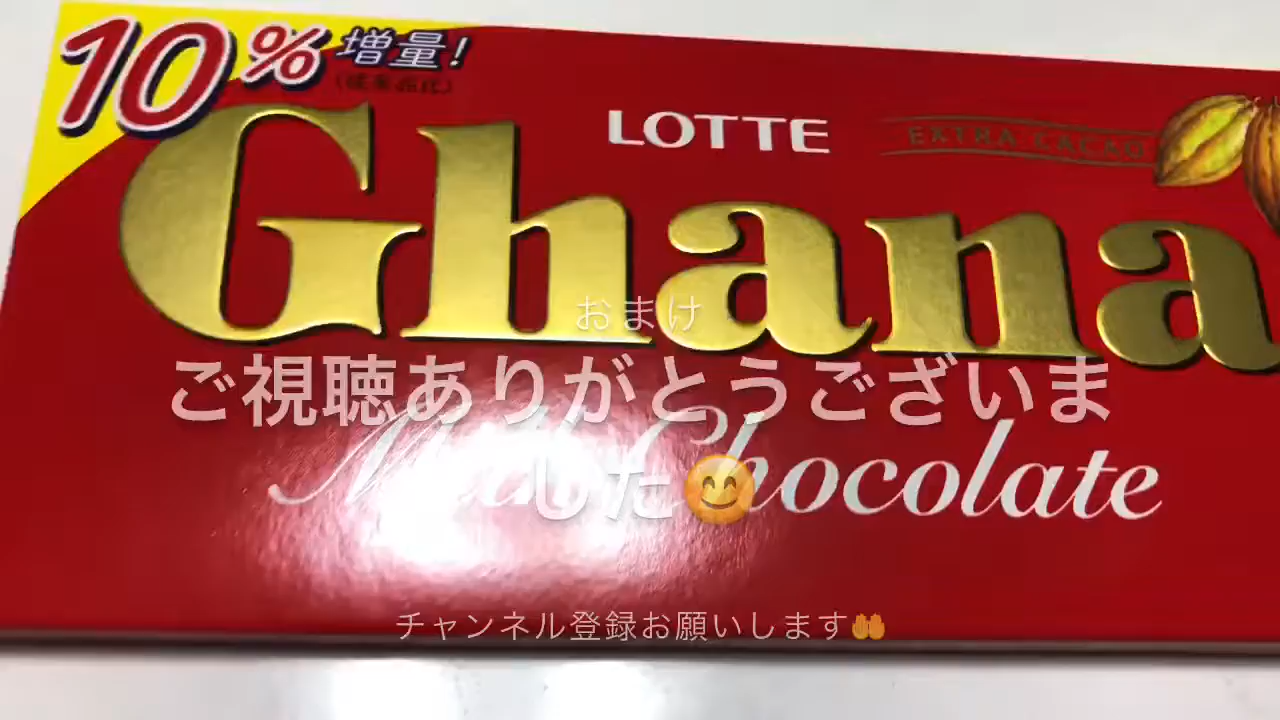 10%増量!
LOTTE
EXTRA CACAO
Ghana
おまけ
ご視聴ありがとうございま
した😊
Milk Chocolate
チャンネル登録お願いします🤲